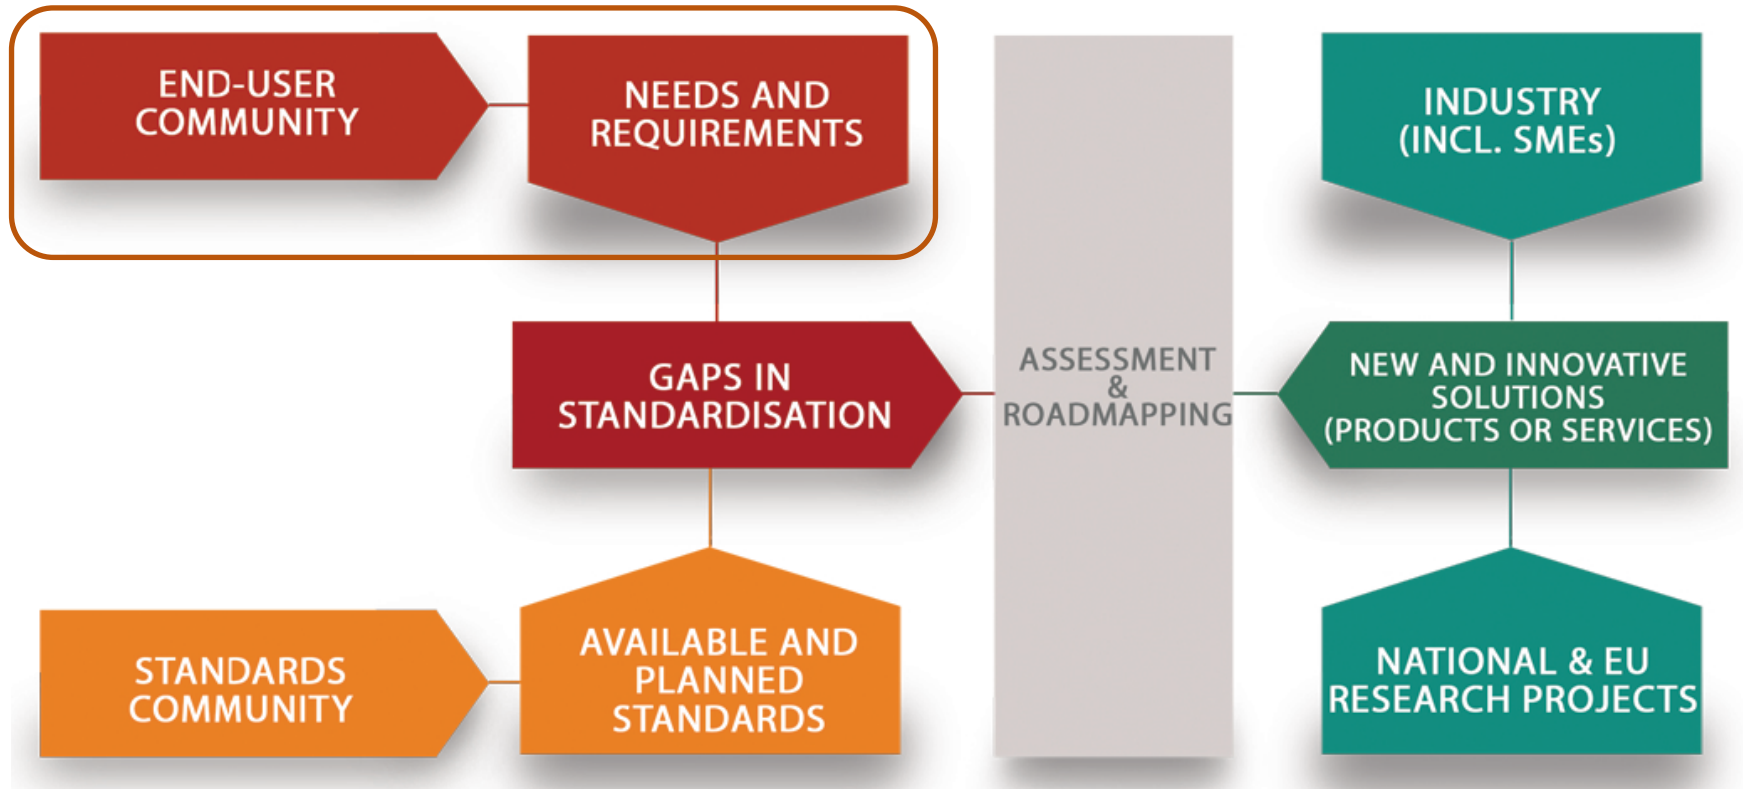 END-USER
COMMUNITY
NEEDS AND
REQUIREMENTS
GAPS IN
STANDARDISATION
STANDARDS
COMMUNITY
AVAILABLE AND
PLANNED
STANDARDS
ASSESSMENT
&
ROADMAPPING
INDUSTRY
(INCL. SMEs)
NEW AND INNOVATIVE
SOLUTIONS
(PRODUCTS OR SERVICES)
NATIONAL & EU
RESEARCH PROJECTS